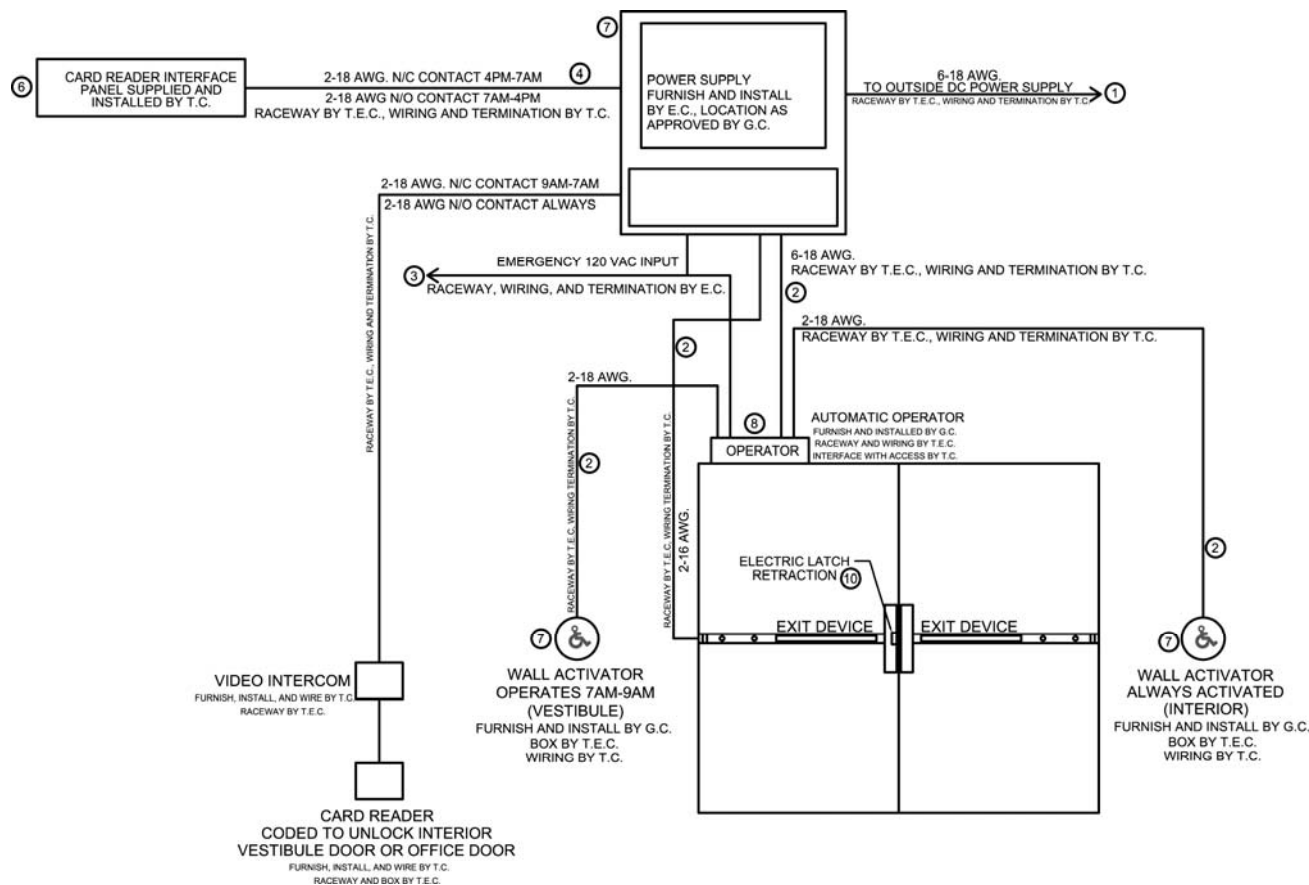 7
6
CARD READER INTERFACE
PANEL SUPPLIED AND
INSTALLED BY T.C.
2-18 AWG. N/C CONTACT 4PM-7AM
4
2-18 AWG N/O CONTACT 7AM-4PM
RACEWAY BY T.E.C., WIRING AND TERMINATION BY T.C.
POWER SUPPLY
FURNISH AND INSTALL
BY E.C., LOCATION AS
APPROVED BY G.C.
6-18 AWG.
TO OUTSIDE DC POWER SUPPLY
RACEWAY BY T.E.C., WIRING AND TERMINATION BY T.C.
1
2-18 AWG. N/C CONTACT 9AM-7AM
2-18 AWG N/O CONTACT ALWAYS
RACEWAY BY T.E.C., WIRING AND TERMINATION BY T.C.
EMERGENCY 120 VAC INPUT
3
RACEWAY, WIRING, AND TERMINATION BY E.C.
6-18 AWG.
RACEWAY BY T.E.C., WIRING AND TERMINATION BY T.C.
2
2-18 AWG.
RACEWAY BY T.E.C., WIRING AND TERMINATION BY T.C.
2
2-18 AWG.
RACEWAY BY T.E.C, WIRING TERMINATION BY T.C.
2
RACEWAY BY T.E.C, WIRING TERMINATION BY T.C.
2-16 AWG.
8
OPERATOR
AUTOMATIC OPERATOR
FURNISH AND INSTALLED BY G.C.
RACEWAY AND WIRING BY T.E.C.
INTERFACE WITH ACCESS BY T.C.
2
ELECTRIC LATCH
RETRACTION 10
EXIT DEVICE
EXIT DEVICE
7
WALL ACTIVATOR
OPERATES 7AM-9AM
(VESTIBULE)
FURNISH AND INSTALL BY G.C.
BOX BY T.E.C.
WIRING BY T.C.
7
WALL ACTIVATOR
ALWAYS ACTIVATED
(INTERIOR)
FURNISH AND INSTALL BY G.C.
BOX BY T.E.C.
WIRING BY T.C.
VIDEO INTERCOM
FURNISH, INSTALL, AND WIRE BY T.C.
RACEWAY BY T.E.C.
CARD READER
CODED TO UNLOCK INTERIOR
VESTIBULE DOOR OR OFFICE DOOR
FURNISH, INSTALL, AND WIRE BY T.C.
RACEWAY AND BOX BY T.E.C.